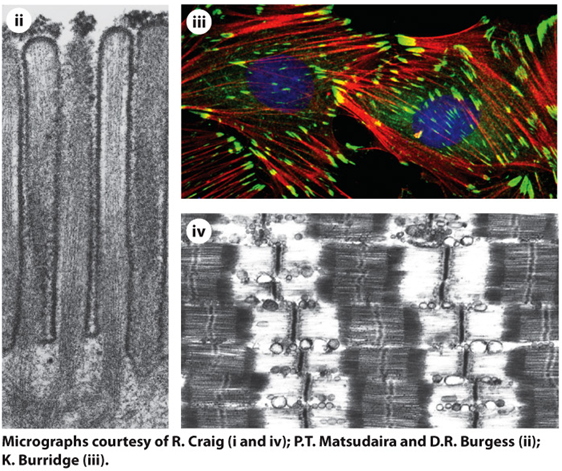 ii
iii
iv
Micrographs courtesy of R. Craig (i and iv); P.T. Matsudaira and D.R. Burgess (ii);
K. Burridge (iii).